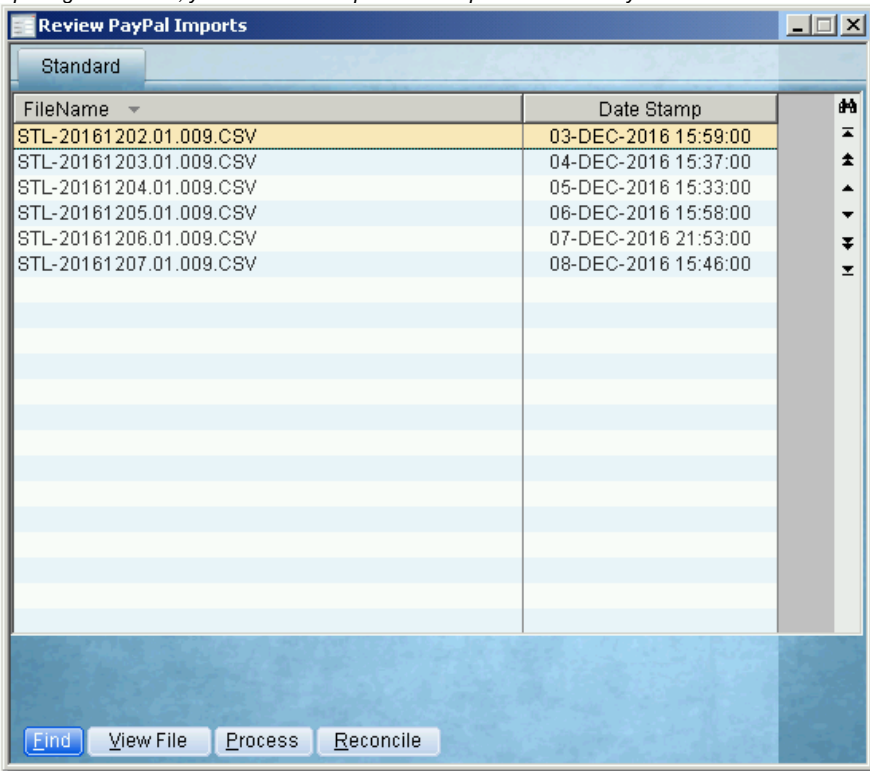 Review PayPal Imports
Standard
FileName Date Stamp
STL-20161202.01.009.CSV 03-DEC-2016 15:59:00
STL-20161203.01.009.CSV 04-DEC-2016 15:37:00
STL-20161204.01.009.CSV 05-DEC-2016 15:33:00
STL-20161205.01.009.CSV 06-DEC-2016 15:58:00
STL-20161206.01.009.CSV 07-DEC-2016 21:53:00
STL-20161207.01.009.CSV 08-DEC-2016 15:46:00
Find View File Process Reconcile